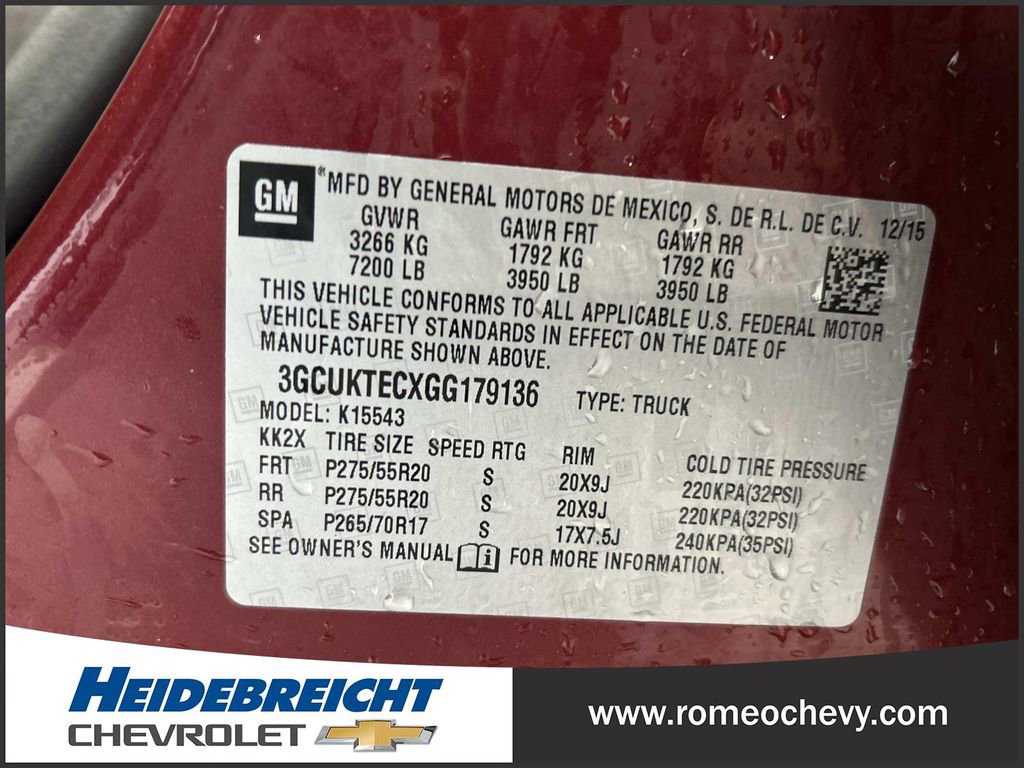 GM ®MFD BY GENERAL MOTORS DE MEXICO, S. DE R.L. DE C.V. 12/15
GVWR GAWR FRT GAWR RR
3266 KG 1792 KG 1792 KG
7200 LB 3950 LB 3950 LB
THIS VEHICLE CONFORMS TO ALL APPLICABLE U.S. FEDERAL MOTOR
VEHICLE SAFETY STANDARDS IN EFFECT ON THE DATE OF
MANUFACTURE SHOWN ABOVE.
3GCUKTECXGG179136 TYPE: TRUCK
MODEL: K15543
KK2X TIRE SIZE SPEED RTG RIM COLD TIRE PRESSURE
FRT P275/55R20 S 20X9J 220KPA(32PSI)
RR P275/55R20 S 20X9J 220KPA(32PSI)
SPA P265/70R17 S 17X7.5J 240KPA(35PSI)
SEE OWNER'S MANUAL i FOR MORE INFORMATION.
HEIDEBREICHT
CHEVROLET
www.romeochevy.com